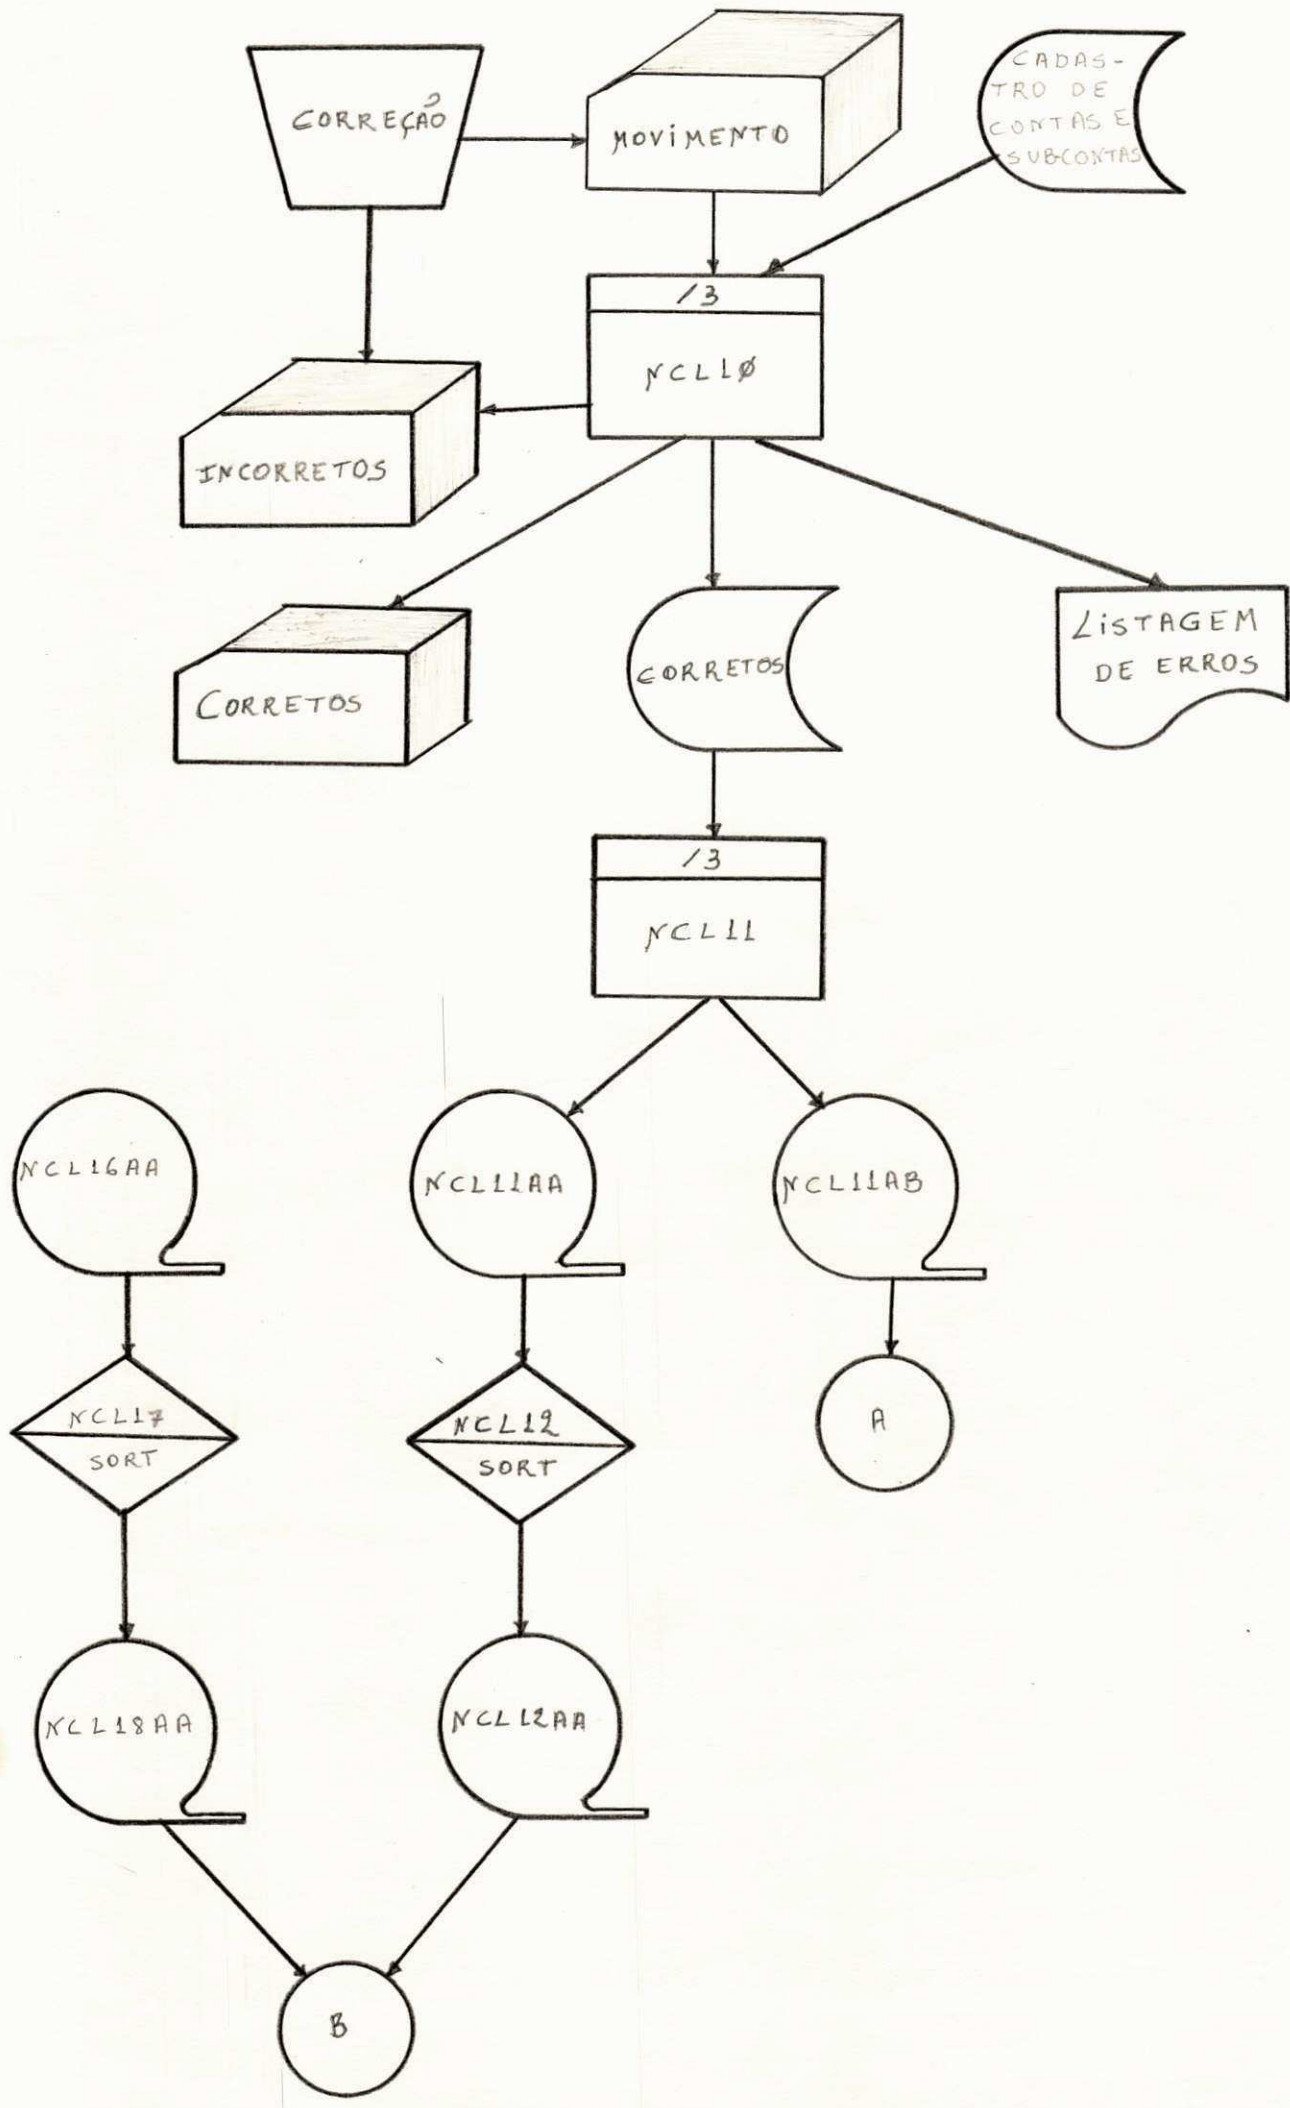 CORREÇÃO
MOVIMENTO
CADAS-
TRO DE
CONTAS E
SUBCONTAS
/3
NCL1Ø
INCORRETOS
CORRETOS
CORRETOS
LISTAGEM
DE ERROS
/3
NCL11
NCL16AA
NCL11AA
NCL11AB
NCL17
SORT
NCL12
SORT
A
NCL18AA
NCL12AA
B